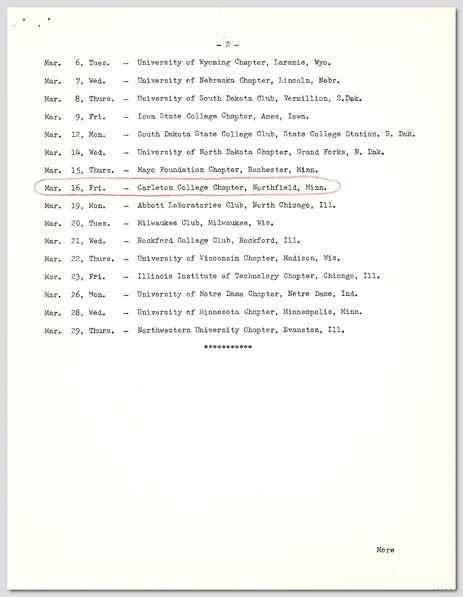 - 2 -
Mar. 6, Tues. -- University of Wyoming Chapter, Laramie, Wyo.
Mar. 7, Wed. -- University of Nebraska Chapter, Lincoln, Nebr.
Mar. 8, Thurs. -- University of South Dakota Club, Vermillion, S.Dak.
Mar. 9, Fri. -- Iowa State College Chapter, Ames, Iowa.
Mar. 12, Mon. -- South Dakota State College Club, State College Station, S. Dak.
Mar. 14, Wed. -- University of North Dakota Chapter, Grand Forks, N. Dak.
Mar. 15, Thurs. -- Mayo Foundation Chapter, Rochester, Minn.
Mar. 16, Fri. -- Carleton College Chapter, Northfield, Minn.
Mar. 19, Mon. -- Abbott Laboratories Club, North Chicago, Ill.
Mar. 20, Tues. -- Milwaukee Club, Milwaukee, Wis.
Mar. 21, Wed. -- Rockford College Club, Rockford, Ill.
Mar. 22, Thurs. -- University of Wisconsin Chapter, Madison, Wis.
Mar. 23, Fri. -- Illinois Institute of Technology Chapter, Chicago, Ill.
Mar. 26, Mon. -- University of Notre Dame Chapter, Notre Dame, Ind.
Mar. 28, Wed. -- University of Minnesota Chapter, Minneapolis, Minn.
Mar. 29, Thurs. -- Northwestern University Chapter, Evanston, Ill.
***********
More